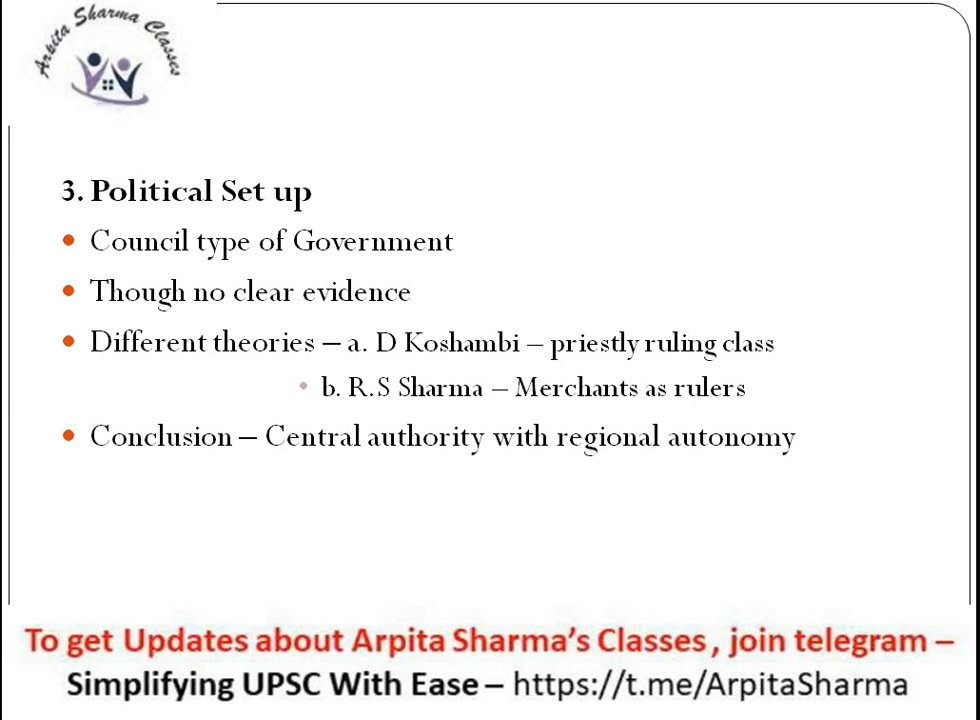 Arpita Sharma Classes
3. Political Set up
• Council type of Government
• Though no clear evidence
• Different theories – a. D Koshambi – priestly ruling class
• b. R.S Sharma – Merchants as rulers
• Conclusion – Central authority with regional autonomy
To get Updates about Arpita Sharma's Classes, join telegram –
Simplifying UPSC With Ease – https://t.me/ArpitaSharma